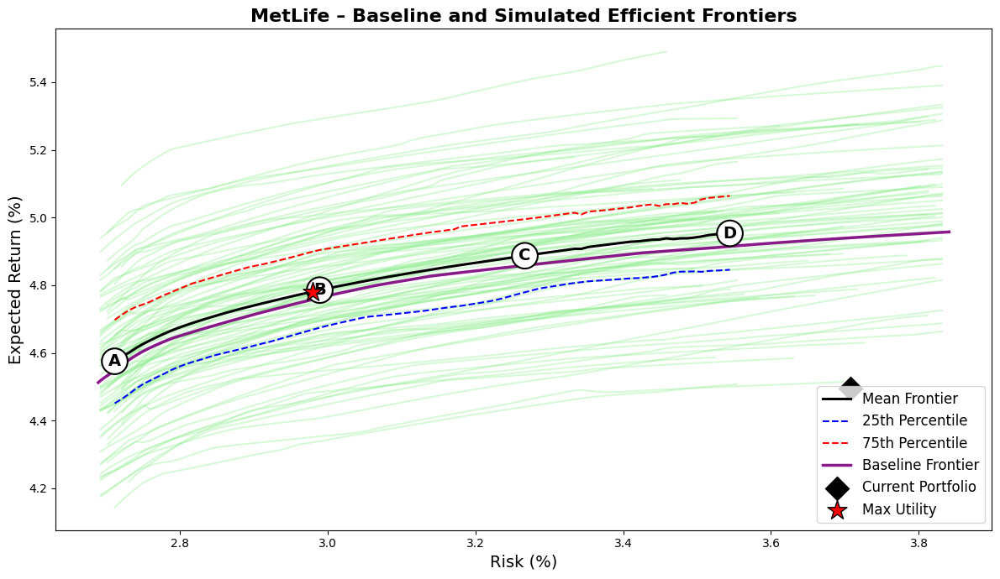 MetLife – Baseline and Simulated Efficient Frontiers
Expected Return (%)
5.4
5.2
5.0
4.8
4.6
4.4
4.2
A
B
C
D
Mean Frontier
25th Percentile
75th Percentile
Baseline Frontier
Current Portfolio
Max Utility
2.8
3.0
3.2
3.4
3.6
3.8
Risk (%)